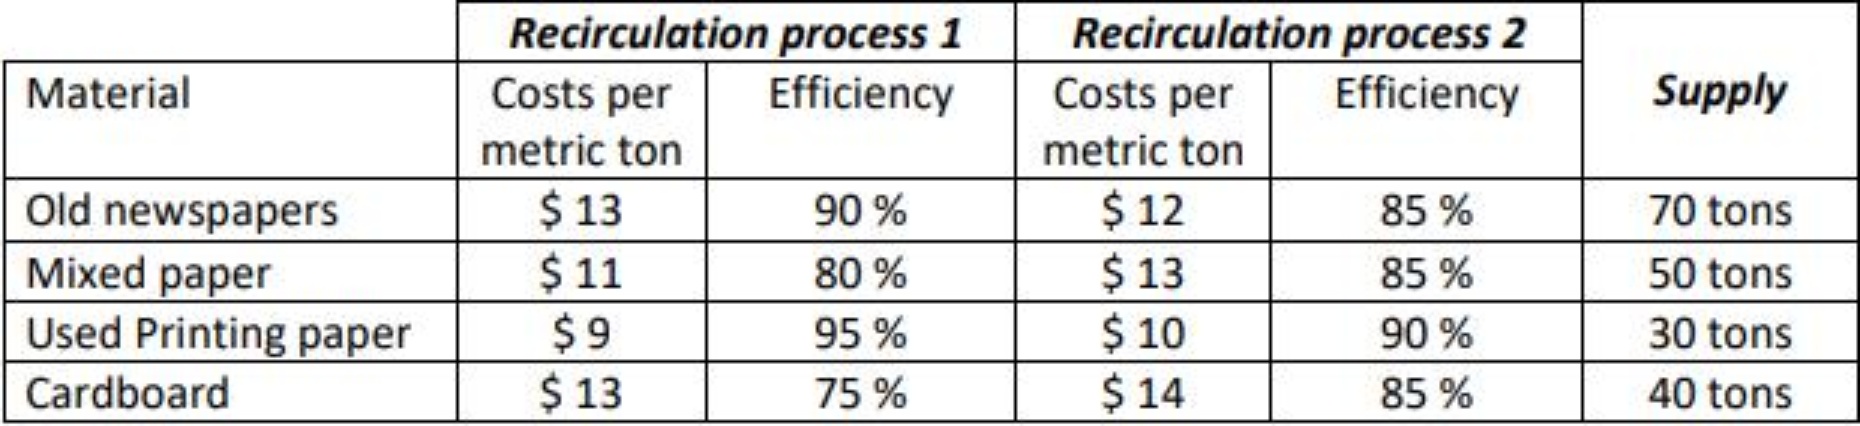 Recirculation process 1 Recirculation process 2 Supply
Material Costs per metric ton Efficiency Costs per metric ton Efficiency
Old newspapers $ 13 90 % $ 12 85 % 70 tons
Mixed paper $ 11 80 % $ 13 85 % 50 tons
Used Printing paper $ 9 95 % $ 10 90 % 30 tons
Cardboard $ 13 75 % $ 14 85 % 40 tons